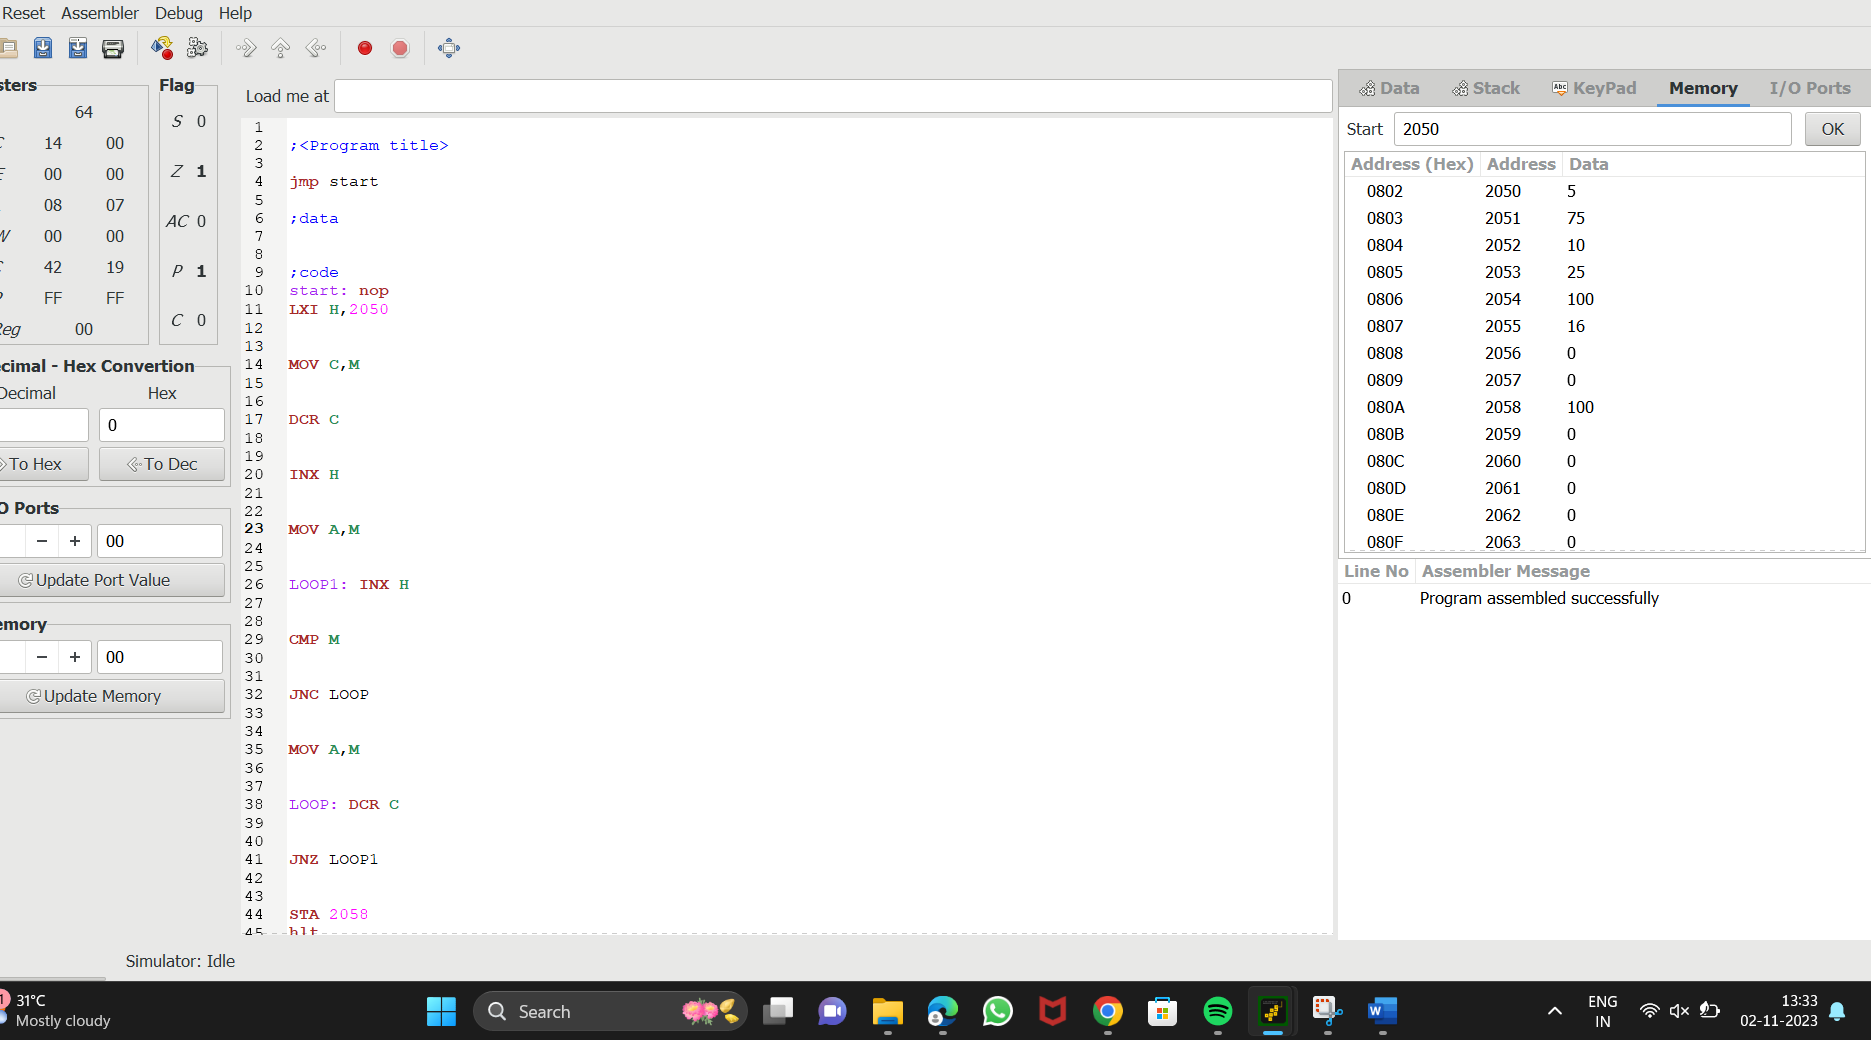 Reset Assembler Debug Help
sters
64
14 00
00 00
08 07
00 00
42 19
FF FF
Reg 00
Flag
S 0
Z 1
AC 0
P 1
C 0
ecimal - Hex Convertion
Decimal Hex
0
To Hex To Dec
O Ports
− + 00
Update Port Value
emory
− + 00
Update Memory
Load me at
1
2 ;<Program title>
3
4 jmp start
5
6 ;data
7
8
9 ;code
10 start: nop
11 LXI H,2050
12
13
14 MOV C,M
15
16
17 DCR C
18
19
20 INX H
21
22
23 MOV A,M
24
25
26 LOOP1: INX H
27
28
29 CMP M
30
31
32 JNC LOOP
33
34
35 MOV A,M
36
37
38 LOOP: DCR C
39
40
41 JNZ LOOP1
42
43
44 STA 2058
45 hlt
Data Stack Abc KeyPad Memory I/O Ports
Start 2050 OK
Address (Hex) Address Data
0802 2050 5
0803 2051 75
0804 2052 10
0805 2053 25
0806 2054 100
0807 2055 16
0808 2056 0
0809 2057 0
080A 2058 100
080B 2059 0
080C 2060 0
080D 2061 0
080E 2062 0
080F 2063 0
Line No Assembler Message
0 Program assembled successfully
Simulator: Idle
1 31°C
Mostly cloudy
Search
W
ENG
IN
13:33
02-11-2023